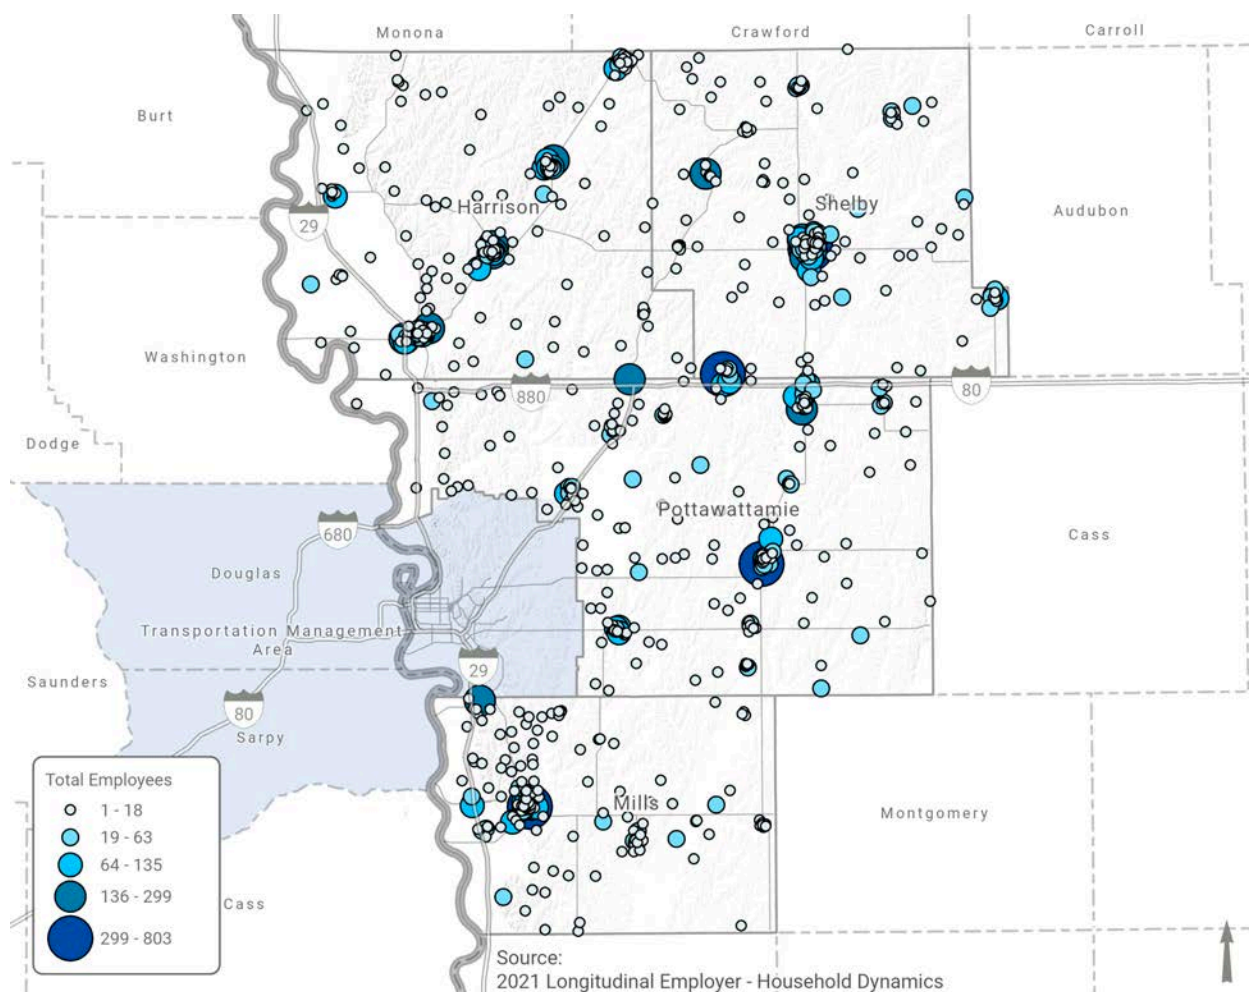 Monona
Crawford
Carroll
Burt
Harrison
Shelby
Audubon
29
Washington
880
80
Dodge
Pottawattamie
680
Cass
Douglas
Transportation Management
Area
29
Saunders
80
Sarpy
Total Employees
1 - 18
19 - 63
64 - 135
136 - 299
299 - 803
Mills
Montgomery
Cass
Source:
2021 Longitudinal Employer - Household Dynamics